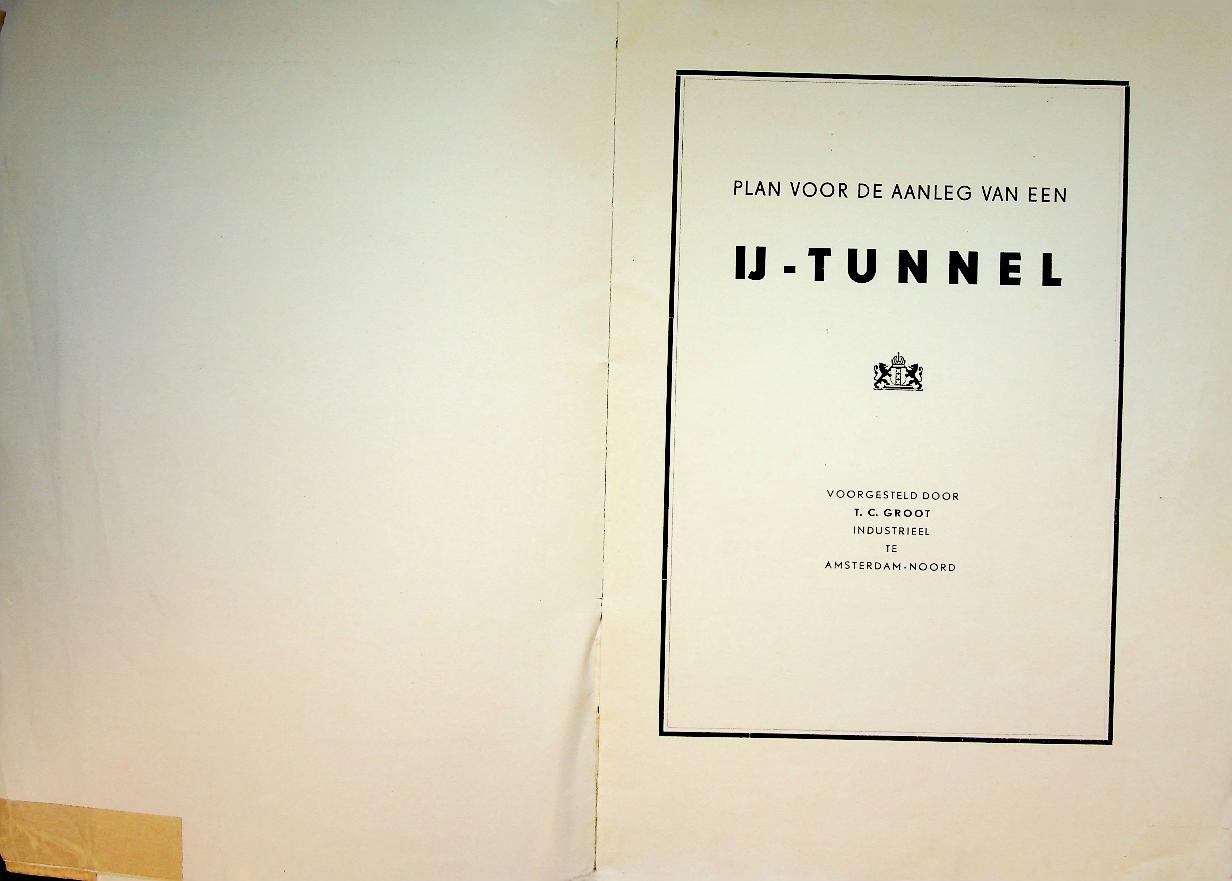 PLAN VOOR DE AANLEG VAN EEN
IJ-TUNNEL
VOORGESTELD DOOR
T. C. GROOT
INDUSTRIEEL
TE
AMSTERDAM-NOORD